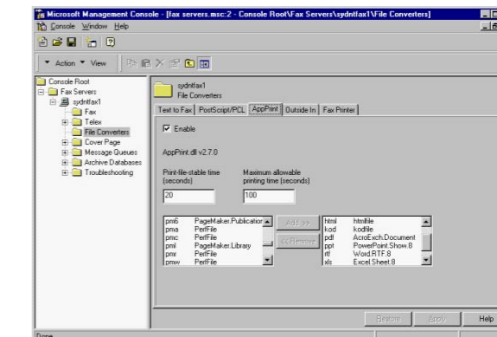 Microsoft Management Console - [fax servers.msc:2 - Console Root\Fax Servers\sydntfax1\File Converters]
Console Window Help
Action View
Console Root
Fax Servers
sydntfax1
Fax
Telex
File Converters
Cover Page
Message Queues
Archive Databases
Troubleshooting
sydntfax1
File Converters
Text to Fax PostScript/PCL AppPrint Outside In Fax Printer
Enable
AppPrint.dll v2.7.0
Print-file-stable time
(seconds)
Maximum allowable
printing time (seconds)
20
100
pm6 PageMaker.Publication
pma PerfFile
pmc PerfFile
pml PageMaker.Library
pmr PerfFile
pmw PerfFile
Add >>
<<Remove
html htmlfile
kod kodfile
pdf AcroExch.Document
ppt PowerPoint.Show.8
rtf Word.RTF.8
xls Excel.Sheet.8
Restore Apply Help
Done